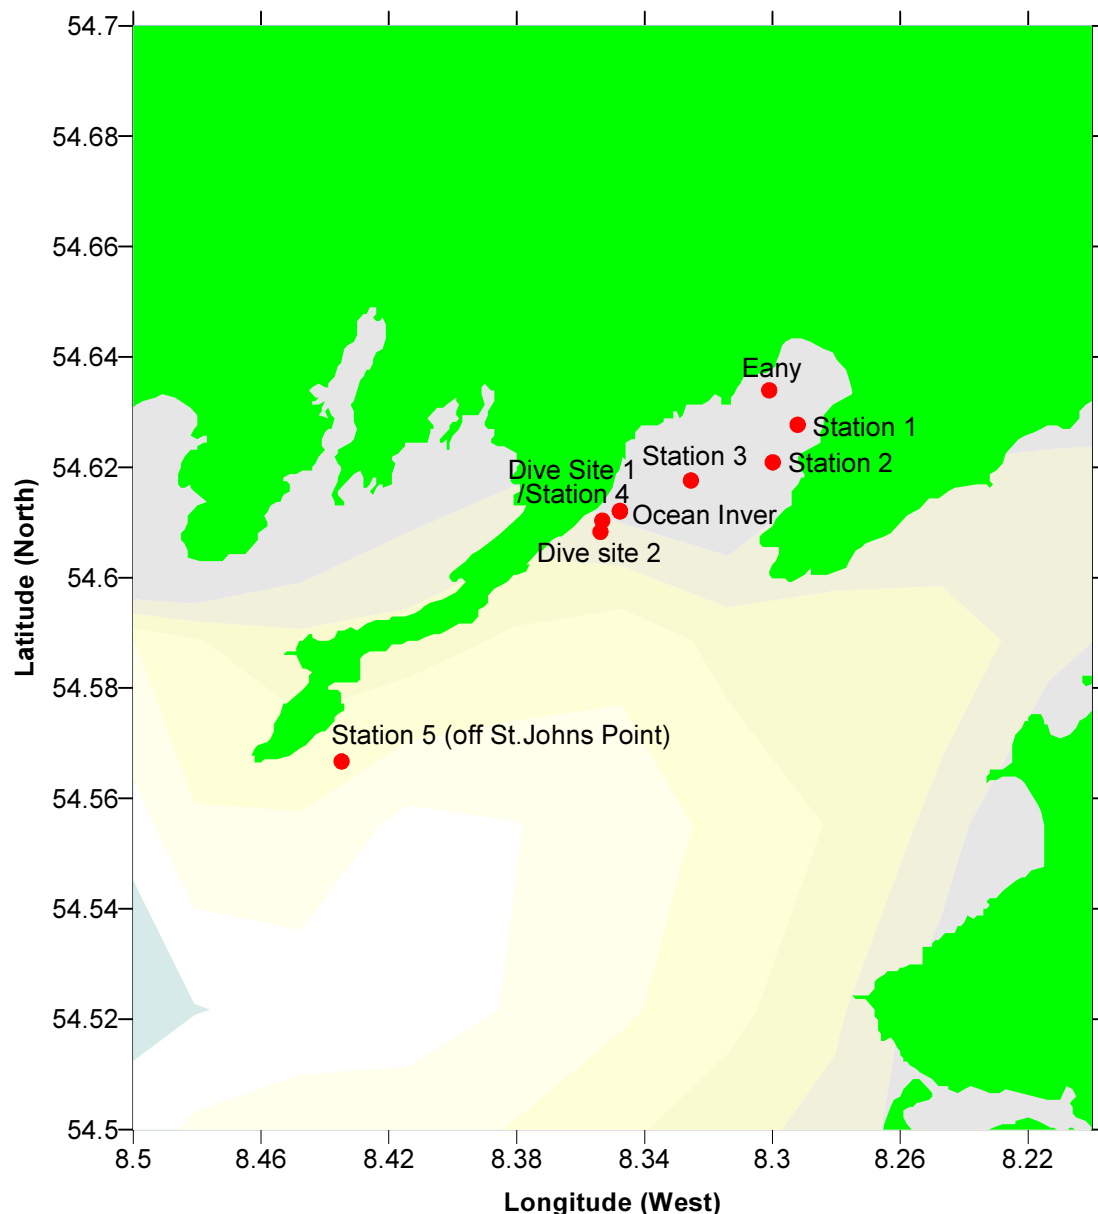 54.7
54.68
54.66
54.64
54.62
54.6
54.58
54.56
54.54
54.52
54.5
Latitude (North)
Eany
Station 1
Station 2
Station 3
Dive Site 1
/Station 4
Ocean Inver
Dive site 2
Station 5 (off St.Johns Point)
8.5 8.46 8.42 8.38 8.34 8.3 8.26 8.22
Longitude (West)